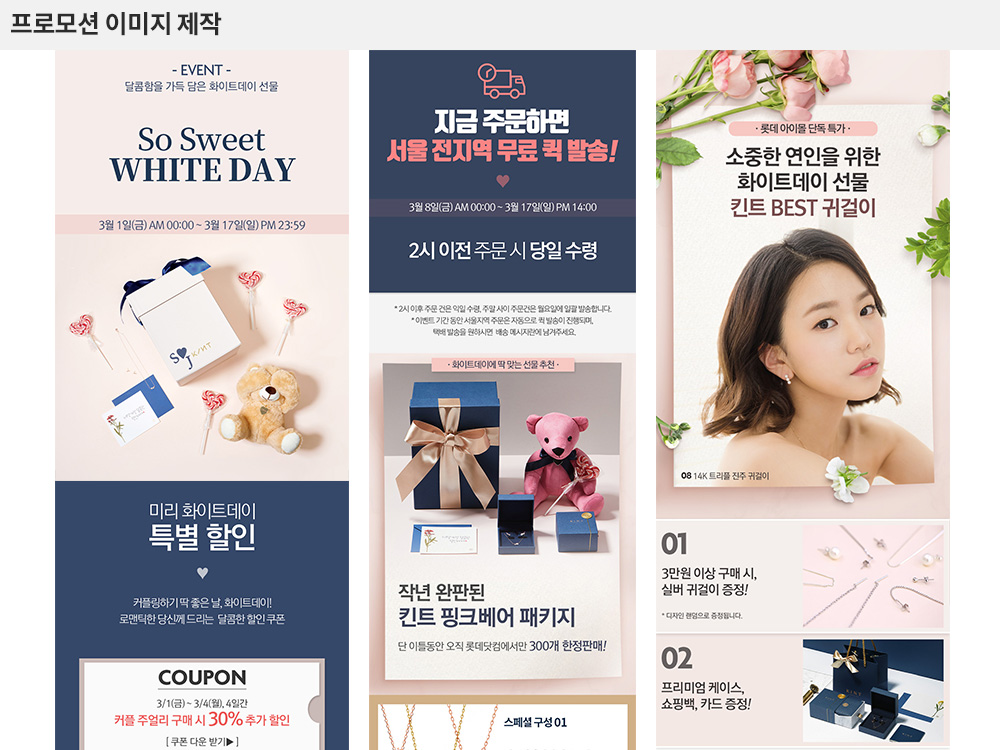 프로모션 이미지 제작
- EVENT -
달콤함을 가득 담은 화이트데이 선물
So Sweet
WHITE DAY
3월 1일(금) AM 00:00 ~ 3월 17일(일) PM 23:59
S♥J KINT
미리 화이트데이
특별 할인
커플링하기 딱 좋은 날, 화이트데이!
로맨틱한 당신께 드리는 달콤한 할인 쿠폰
COUPON
3/1(금) ~ 3/4(월), 4일간
커플 주얼리 구매 시 30% 추가 할인
[ 쿠폰 다운 받기▶ ]
지금 주문하면
서울 전지역 무료 퀵 발송!
3월 8일(금) AM 00:00 ~ 3월 17일(일) PM 14:00
2시 이전 주문 시 당일 수령
* 2시 이후 주문 건은 익일 수령, 주말 사이 주문건은 월요일에 일괄 발송합니다.
* 이벤트 기간 동안 서울지역 주문은 자동으로 퀵 발송이 진행되며,
택배 발송을 원하시면 배송 메시지란에 남겨주세요.
· 화이트데이에 딱 맞는 선물 추천 ·
작년 완판된
킨트 핑크베어 패키지
단 이틀동안 오직 롯데닷컴에서만 300개 한정판매!
스페셜 구성 01
· 롯데 아이몰 단독 특가 ·
소중한 연인을 위한
화이트데이 선물
킨트 BEST 귀걸이
08 14K 트리플 진주 귀걸이
01
3만원 이상 구매 시,
실버 귀걸이 증정!
* 디자인 랜덤으로 증정됩니다.
02
프리미엄 케이스,
쇼핑백, 카드 증정!